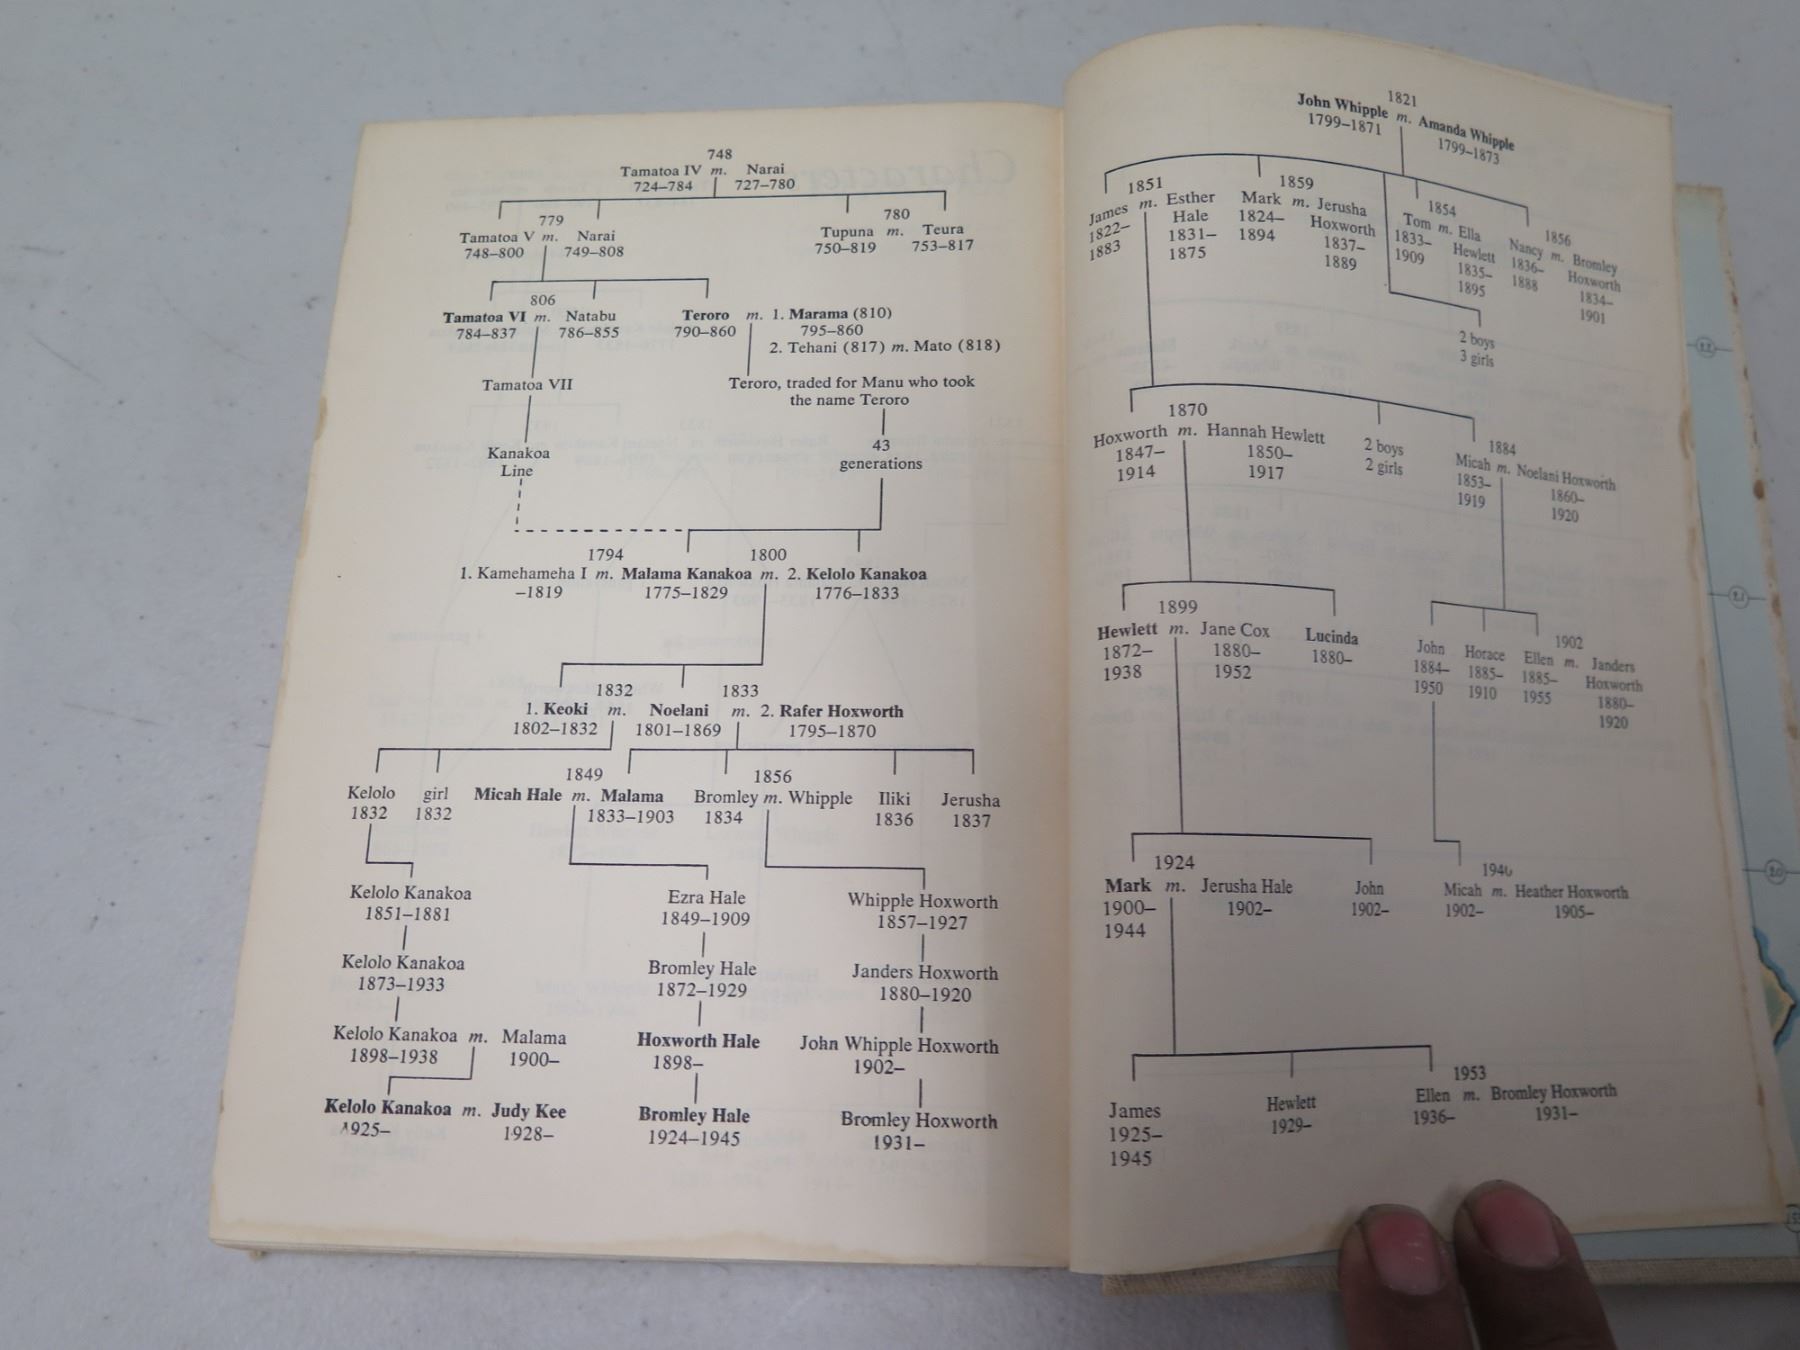 748
Tamatoa IV m. Narai
724–784 727–780
779 780
Tamatoa V m. Narai Tupuna m. Teura
748–800 749–808 750–819 753–817
806
Tamatoa VI m. Natabu Teroro m. 1. Marama (810)
784–837 786–855 790–860 795–860
2. Tehani (817) m. Mato (818)
Tamatoa VII Teroro, traded for Manu who took
the name Teroro
Kanakoa 43
Line generations
1794 1800
1. Kamehameha I m. Malama Kanakoa m. 2. Kelolo Kanakoa
–1819 1775–1829 1776–1833
1832 1833
1. Keoki m. Noelani m. 2. Rafer Hoxworth
1802–1832 1801–1869 1795–1870
1849 1856
Kelolo girl Micah Hale m. Malama Bromley m. Whipple Iliki Jerusha
1832 1832 1833–1903 1834 1836 1837
Kelolo Kanakoa Ezra Hale Whipple Hoxworth
1851–1881 1849–1909 1857–1927
Kelolo Kanakoa Bromley Hale Janders Hoxworth
1873–1933 1872–1929 1880–1920
Kelolo Kanakoa m. Malama Hoxworth Hale John Whipple Hoxworth
1898–1938 1900– 1898– 1902–
Kelolo Kanakoa m. Judy Kee Bromley Hale Bromley Hoxworth
1925– 1928– 1924–1945 1931–
1821
John Whipple m. Amanda Whipple
1799–1871 1799–1873
1851 1859 1854 1856
James m. Esther Mark m. Jerusha Tom m. Ella Nancy m. Bromley
1822– Hale 1824– Hoxworth 1833– Hewlett 1836– Hoxworth
1883 1831– 1894 1837– 1909 1835– 1888 1834–
1875 1889 1895 1901
2 boys
3 girls
1870 1884
Hoxworth m. Hannah Hewlett 2 boys Micah m. Noelani Hoxworth
1847– 1850– 2 girls 1853– 1860–
1914 1917 1919 1920
1899 1902
Hewlett m. Jane Cox Lucinda John Horace Ellen m. Janders
1872– 1880– 1880– 1884– 1885– 1885– Hoxworth
1938 1952 1950 1910 1955 1880–
1920
1924 1940
Mark m. Jerusha Hale John Micah m. Heather Hoxworth
1900– 1902– 1902– 1902– 1905–
1944
1953
James Hewlett Ellen m. Bromley Hoxworth
1925– 1929– 1936– 1931–
1945
22
21
20